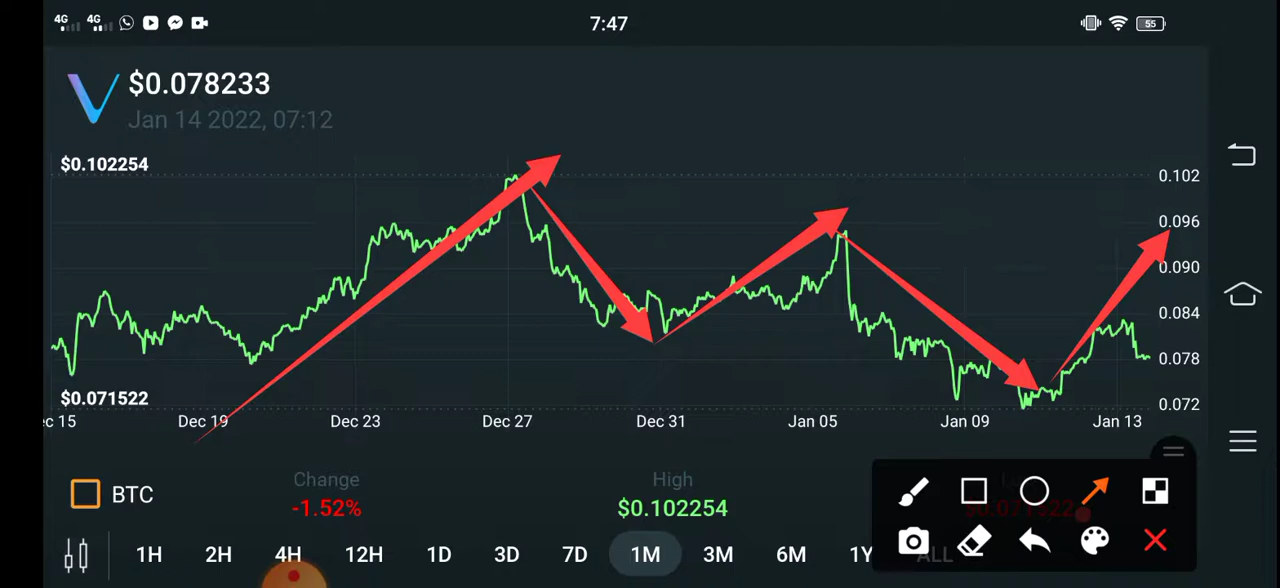 4G 4G 7:47 55
$0.078233
Jan 14 2022, 07:12
$0.102254
0.102
0.096
0.090
0.084
0.078
$0.071522
0.072
c 15 Dec 19 Dec 23 Dec 27 Dec 31 Jan 05 Jan 09 Jan 13
BTC
Change High
-1.52% $0.102254 $0.071522
1H 2H 4H 12H 1D 3D 7D 1M 3M 6M 1Y ALL